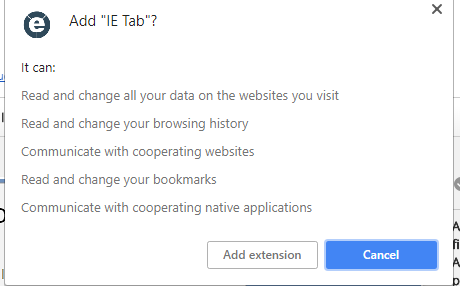 Add "IE Tab"?
It can:
Read and change all your data on the websites you visit
Read and change your browsing history
Communicate with cooperating websites
Read and change your bookmarks
Communicate with cooperating native applications
Add extension
Cancel